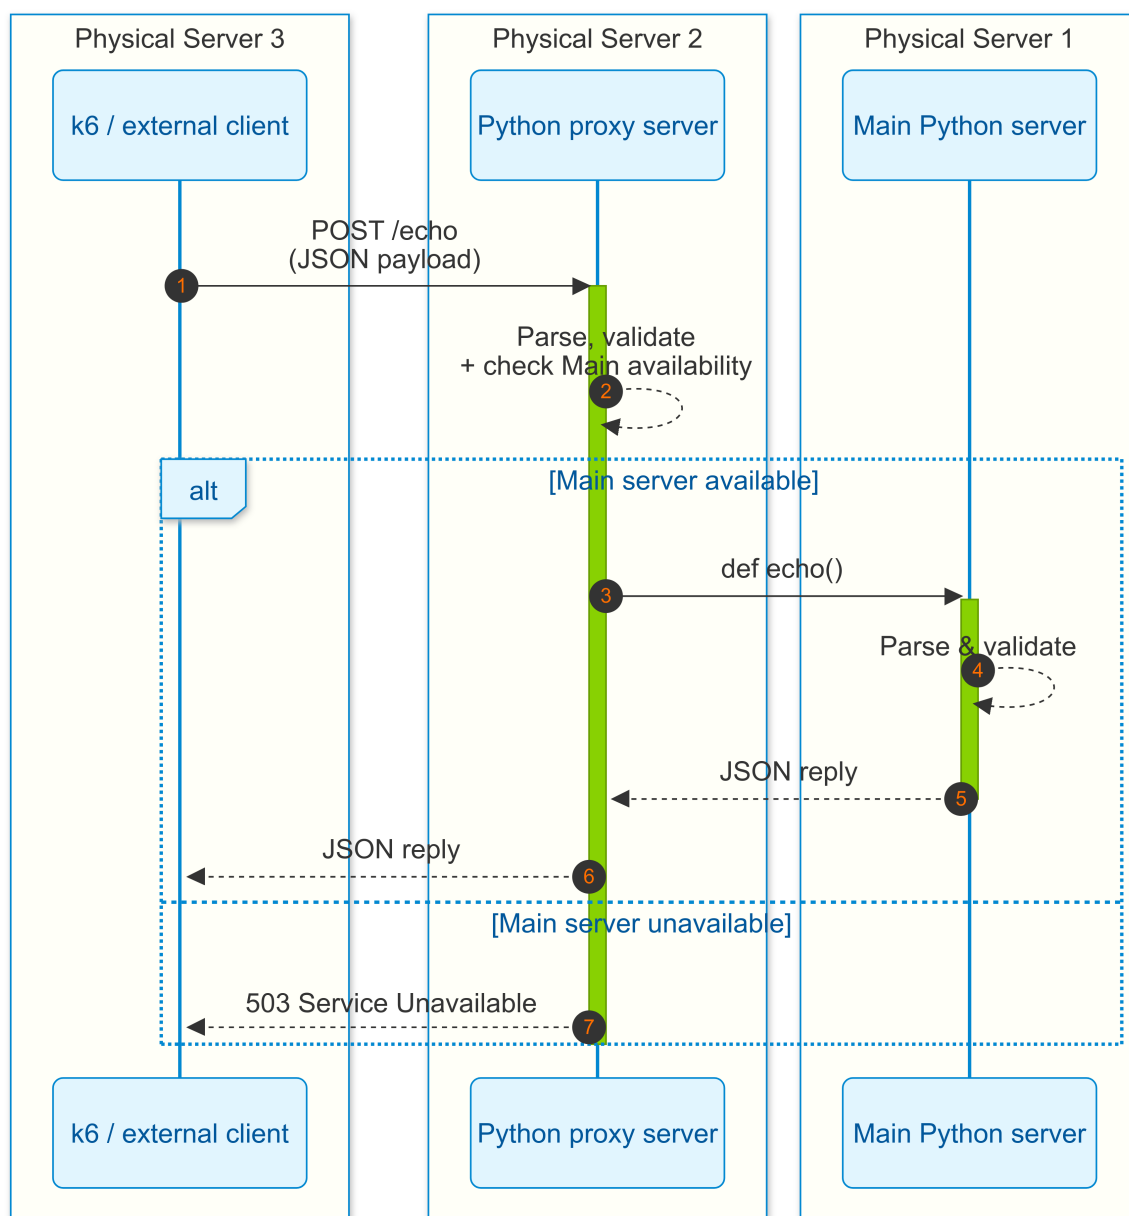 Physical Server 3
Physical Server 2
Physical Server 1
k6 / external client
Python proxy server
Main Python server
POST /echo
(JSON payload)
1
Parse, validate
+ check Main availability
2
alt
[Main server available]
def echo()
3
Parse & validate
4
JSON reply
5
JSON reply
6
[Main server unavailable]
503 Service Unavailable
7
k6 / external client
Python proxy server
Main Python server